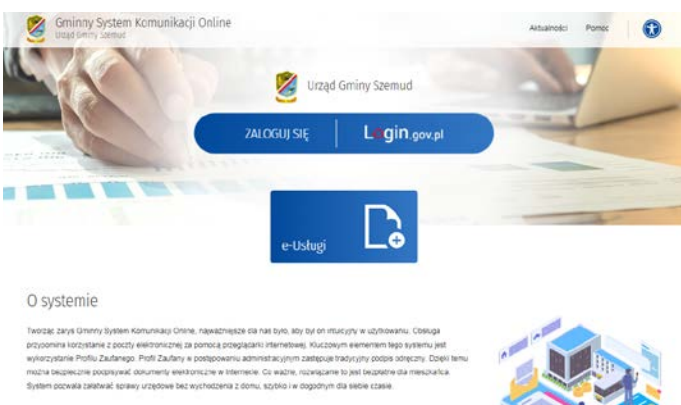 Gminny System Komunikacji Online
Urząd Gminy Szemud
Aktualności Pomoc
Urząd Gminy Szemud
ZALOGUJ SIĘ Login.gov.pl
e-Usługi
O systemie
Tworząc zarys Gminny System Komunikacji Online, najważniejsze dla nas było, aby był on intuicyjny w użytkowaniu. Obsługa
przypomina korzystanie z poczty elektronicznej za pomocą przeglądarki internetowej. Kluczowym elementem tego systemu jest
wykorzystanie Profilu Zaufanego. Profil Zaufany w postępowaniu administracyjnym zastępuje tradycyjny podpis odręczny. Dzięki temu
można bezpiecznie podpisywać dokumenty elektroniczne w Internecie. Co ważne, rozwiązanie to jest bezpłatne dla mieszkańca.
System pozwala załatwiać sprawy urzędowe bez wychodzenia z domu, szybko i w dogodnym dla siebie czasie.